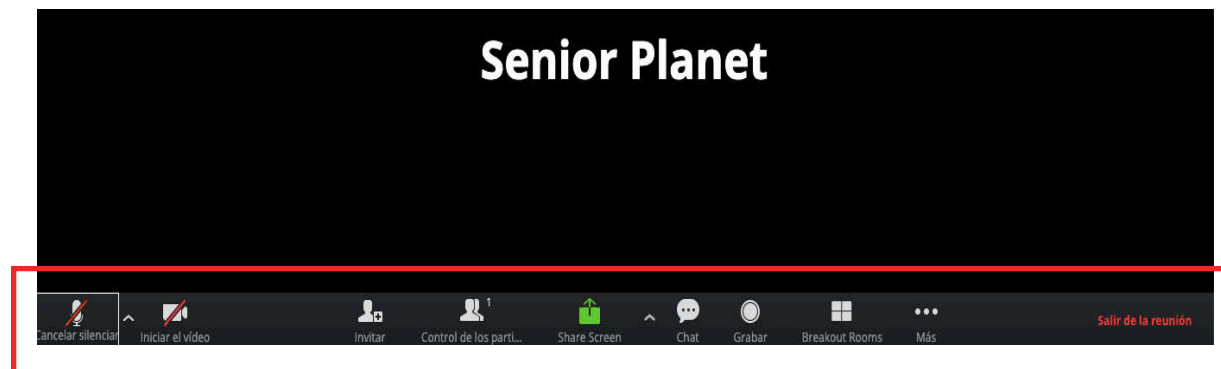 Senior Planet
1
Cancelar silenciar
Iniciar el vídeo
Invitar
Control de los parti...
Share Screen
Chat
Grabar
Breakout Rooms
Más
Salir de la reunión